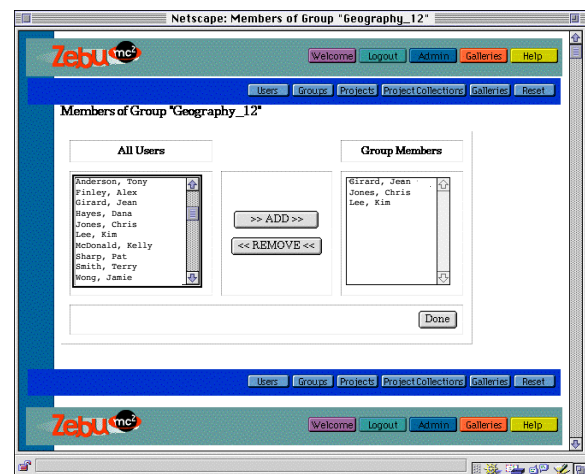 Netscape: Members of Group "Geography_12"
Zebu mc2
Welcome Logout Admin Galleries Help
Users Groups Projects Project Collections Galleries Reset
Members of Group "Geography_12"
All Users
Group Members
Anderson, Tony
Finley, Alex
Girard, Jean
Hayes, Dana
Jones, Chris
Lee, Kim
McDonald, Kelly
Sharp, Pat
Smith, Terry
Wong, Jamie
>> ADD >>
<< REMOVE <<
Girard, Jean
Jones, Chris
Lee, Kim
Done
Users Groups Projects Project Collections Galleries Reset
Zebu mc2
Welcome Logout Admin Galleries Help